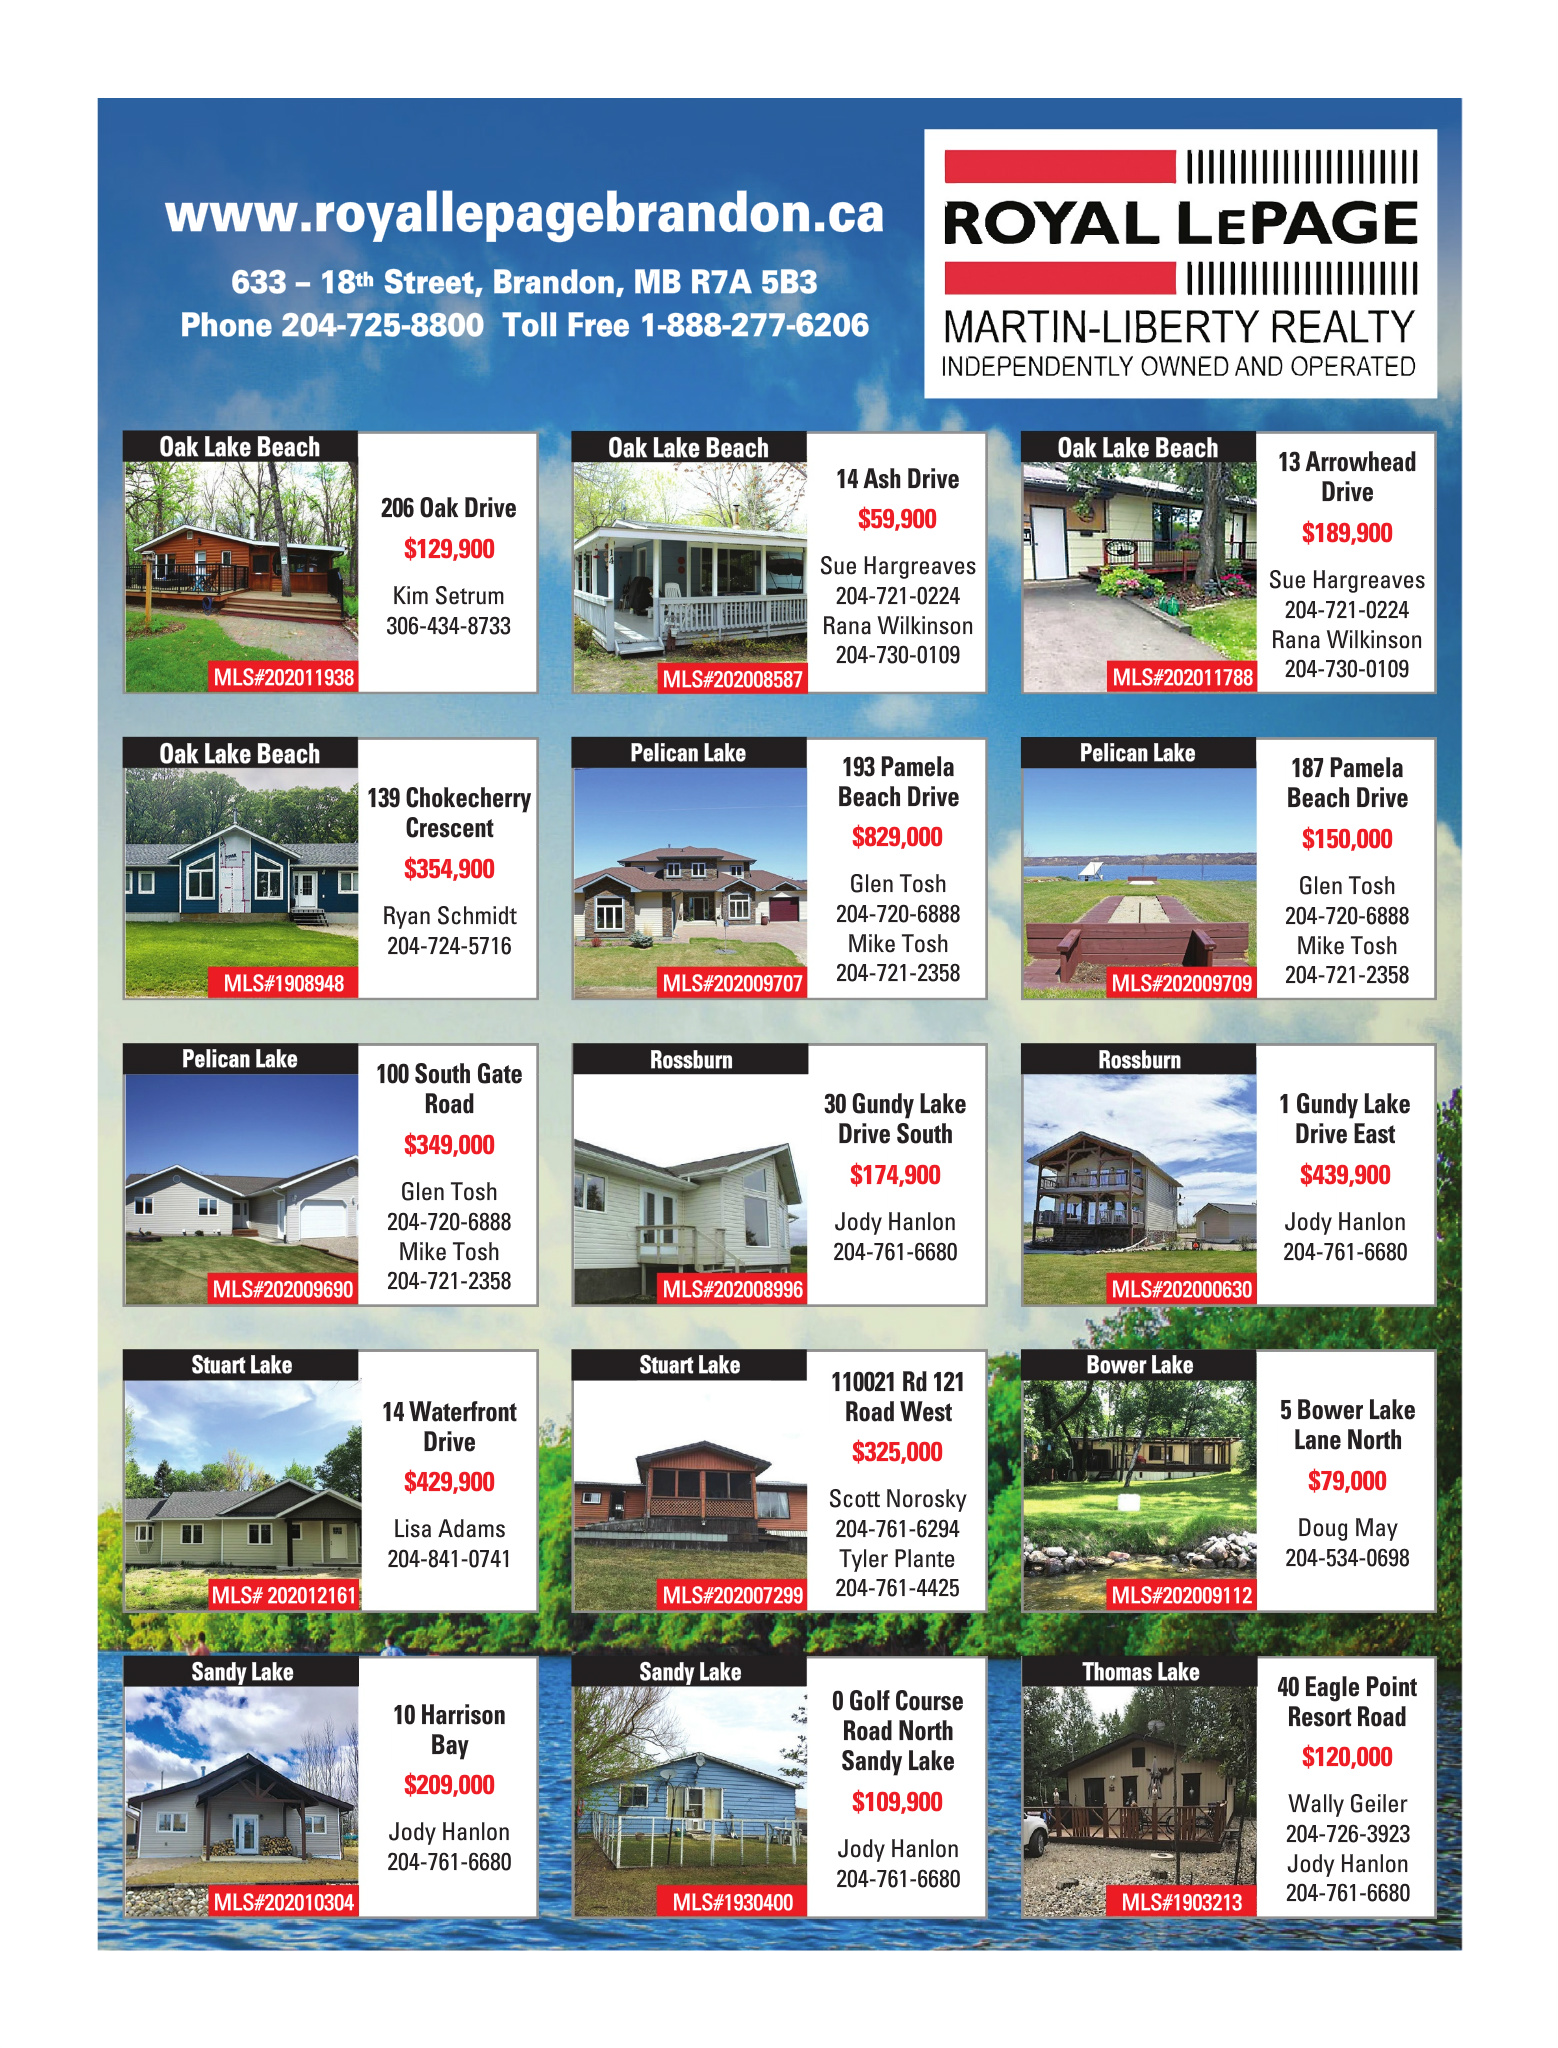 www.royallepagebrandon.ca
633 – 18th Street, Brandon, MB R7A 5B3
Phone 204-725-8800 Toll Free 1-888-277-6206
ROYAL LEPAGE
MARTIN-LIBERTY REALTY
INDEPENDENTLY OWNED AND OPERATED
Oak Lake Beach
206 Oak Drive
$129,900
Kim Setrum
306-434-8733
MLS#202011938
Oak Lake Beach
14 Ash Drive
$59,900
Sue Hargreaves
204-721-0224
Rana Wilkinson
204-730-0109
MLS#202008587
Oak Lake Beach
13 Arrowhead
Drive
$189,900
Sue Hargreaves
204-721-0224
Rana Wilkinson
204-730-0109
MLS#202011788
Oak Lake Beach
139 Chokecherry
Crescent
$354,900
Ryan Schmidt
204-724-5716
MLS#1908948
Pelican Lake
193 Pamela
Beach Drive
$829,000
Glen Tosh
204-720-6888
Mike Tosh
204-721-2358
MLS#202009707
Pelican Lake
187 Pamela
Beach Drive
$150,000
Glen Tosh
204-720-6888
Mike Tosh
204-721-2358
MLS#202009709
Pelican Lake
100 South Gate
Road
$349,000
Glen Tosh
204-720-6888
Mike Tosh
204-721-2358
MLS#202009690
Rossburn
30 Gundy Lake
Drive South
$174,900
Jody Hanlon
204-761-6680
MLS#202008996
Rossburn
1 Gundy Lake
Drive East
$439,900
Jody Hanlon
204-761-6680
MLS#202000630
Stuart Lake
14 Waterfront
Drive
$429,900
Lisa Adams
204-841-0741
MLS# 202012161
Stuart Lake
110021 Rd 121
Road West
$325,000
Scott Norosky
204-761-6294
Tyler Plante
204-761-4425
MLS#202007299
Bower Lake
5 Bower Lake
Lane North
$79,000
Doug May
204-534-0698
MLS#202009112
Sandy Lake
10 Harrison
Bay
$209,000
Jody Hanlon
204-761-6680
MLS#202010304
Sandy Lake
0 Golf Course
Road North
Sandy Lake
$109,900
Jody Hanlon
204-761-6680
MLS#1930400
Thomas Lake
40 Eagle Point
Resort Road
$120,000
Wally Geiler
204-726-3923
Jody Hanlon
204-761-6680
MLS#1903213